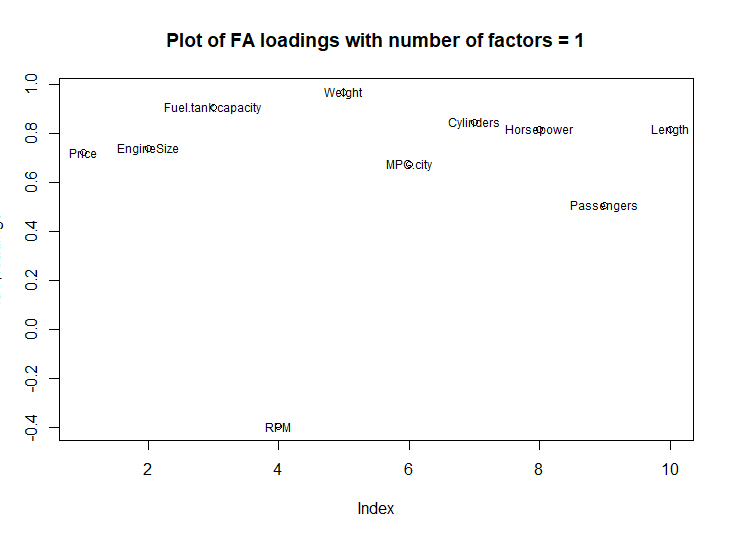 Plot of FA loadings with number of factors = 1
1.0
0.8
0.6
0.4
0.2
0.0
-0.2
-0.4
Weight
Fuel.tank.capacity
Cylinders
Horsepower
Length
Price
EngineSize
MPG.city
Passengers
RPM
2 4 6 8 10
Index